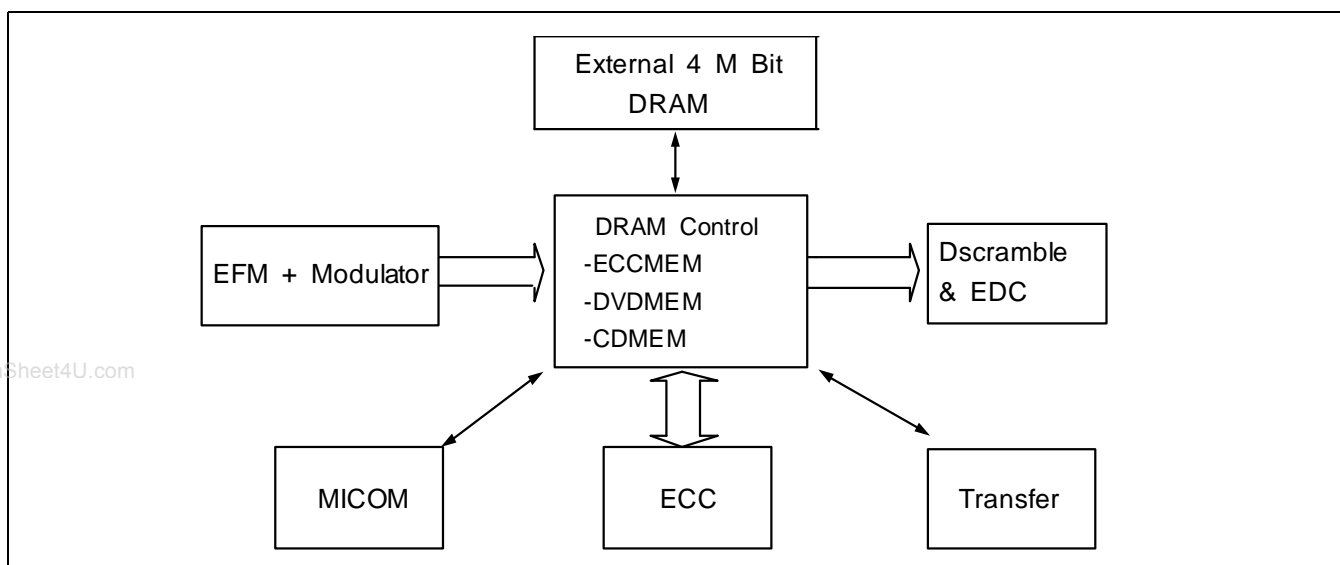 External 4 M Bit
DRAM
DRAM Control
-ECCMEM
-DVDMEM
-CDMEM
EFM + Modulator
Dscramble
& EDC
Sheet4U.com
MICOM
ECC
Transfer